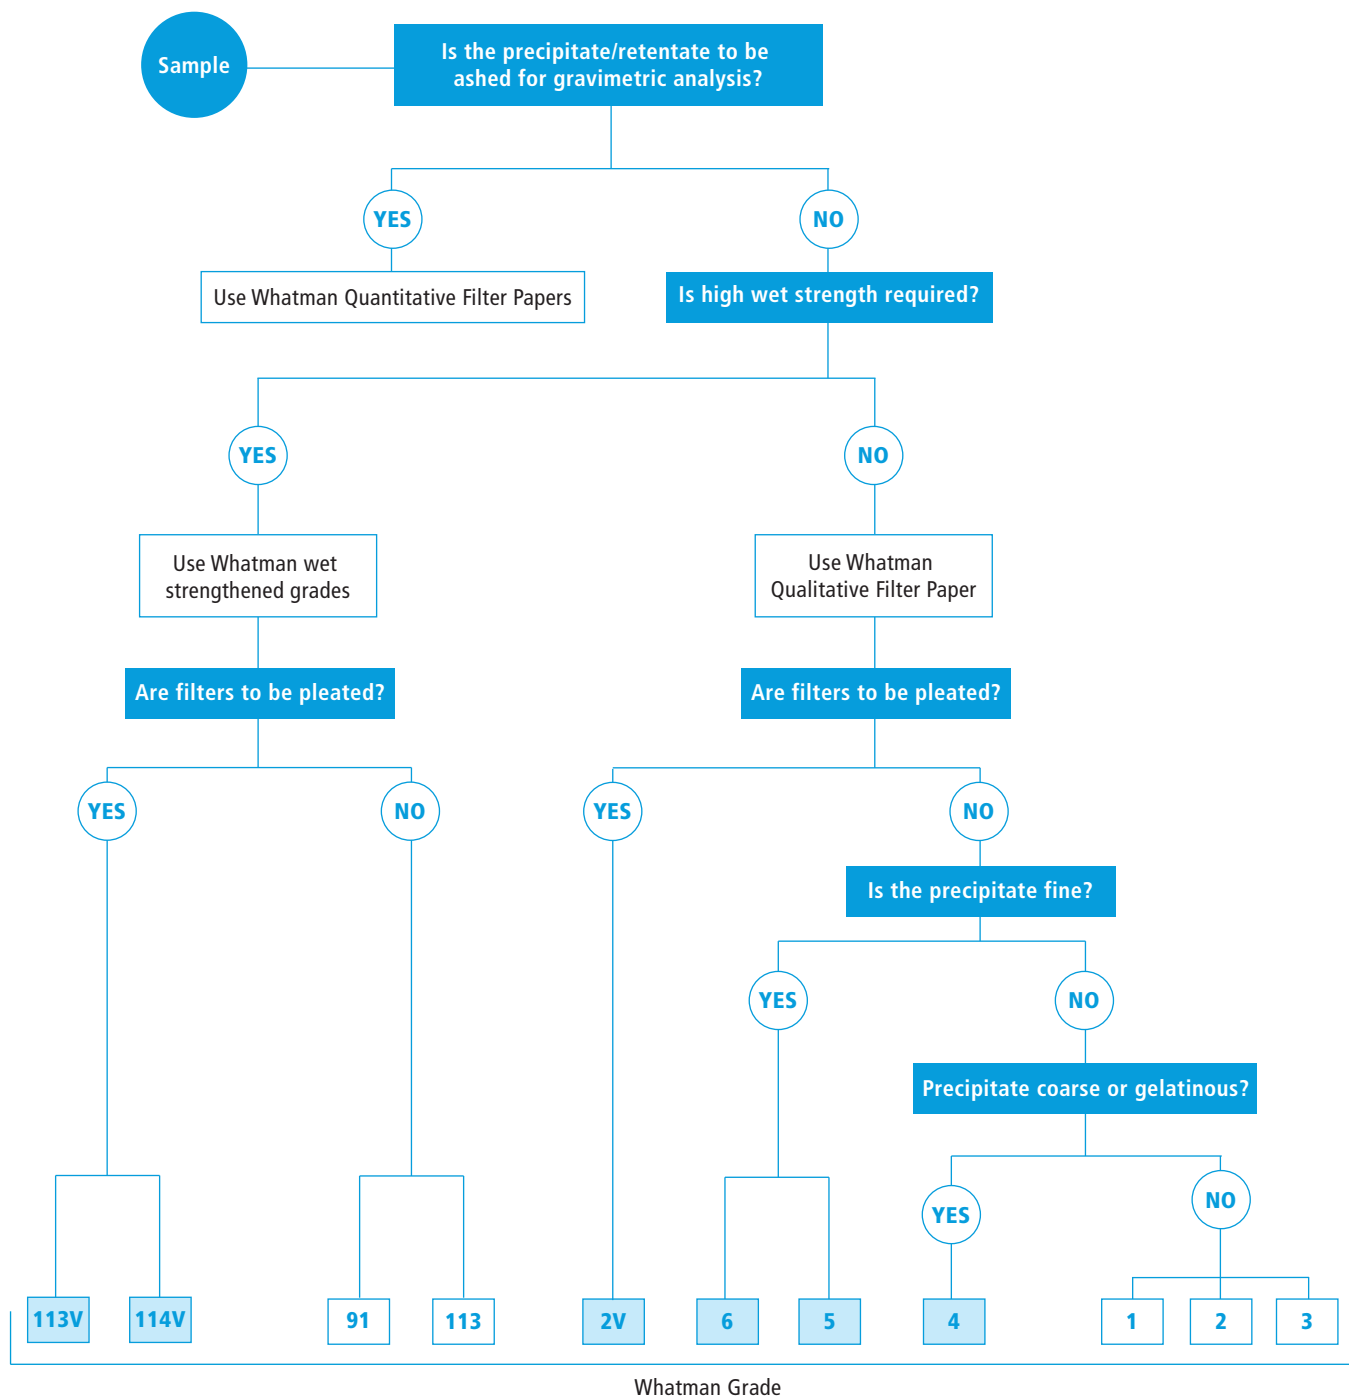 Sample
Is the precipitate/retentate to be
ashed for gravimetric analysis?
YES
NO
Use Whatman Quantitative Filter Papers
Is high wet strength required?
YES
NO
Use Whatman wet
strengthened grades
Use Whatman
Qualitative Filter Paper
Are filters to be pleated?
Are filters to be pleated?
YES
NO
YES
NO
Is the precipitate fine?
YES
NO
Precipitate coarse or gelatinous?
YES
NO
113V
114V
91
113
2V
6
5
4
1
2
3
Whatman Grade